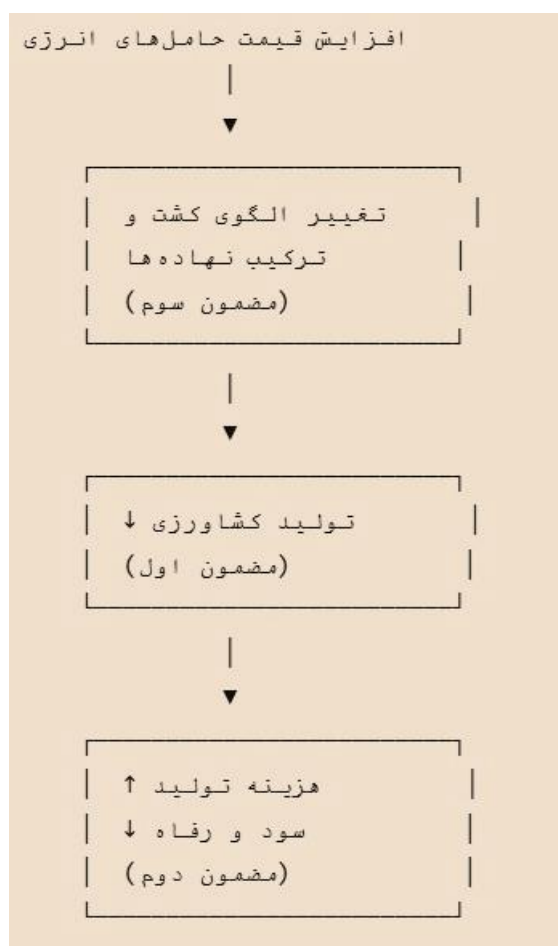 افزایش قیمت حامل‌های انرژی
تغییر الگوی کشت و
ترکیب نهاده‌ها
(مضمون سوم)
تولید کشاورزی ↓
(مضمون اول)
هزینه تولید ↑
سود و رفاه ↓
(مضمون دوم)